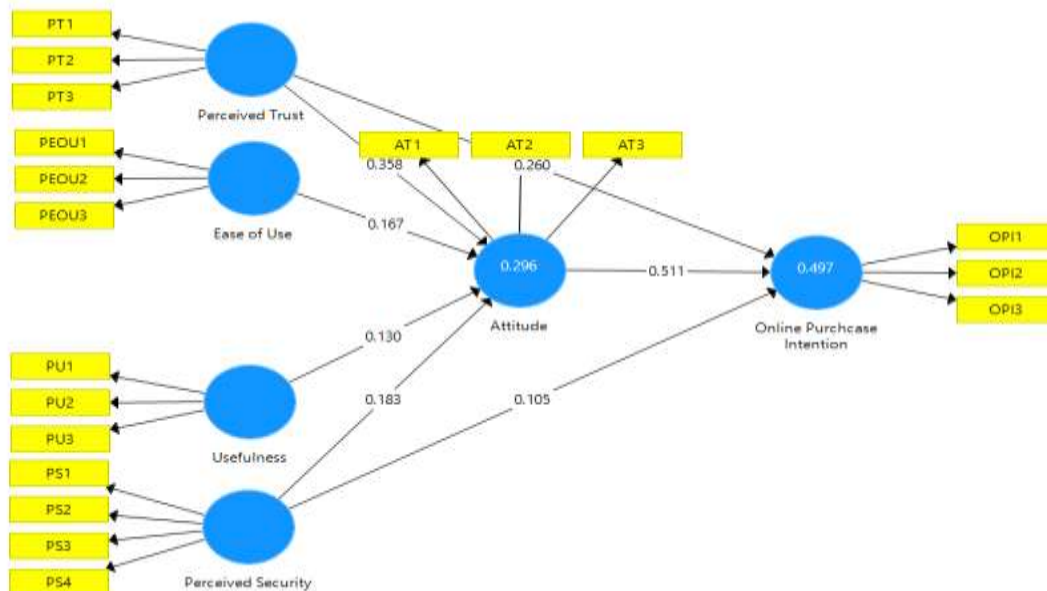 PT1
PT2
PT3
Perceived Trust
PEOU1
PEOU2
PEOU3
Ease of Use
AT1
AT2
AT3
0.358
0.260
0.167
0.296
Attitude
0.511
0.497
Online Purchcase
Intention
OPI1
OPI2
OPI3
0.130
0.183
0.105
PU1
PU2
PU3
Usefulness
PS1
PS2
PS3
PS4
Perceived Security